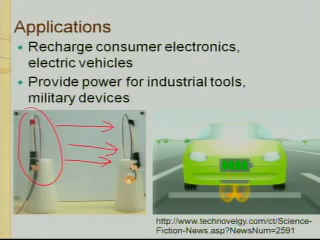 Applications
Recharge consumer electronics,
electric vehicles
Provide power for industrial tools,
military devices
http://www.technovelgy.com/ct/Science-
Fiction-News.asp?NewsNum=2591